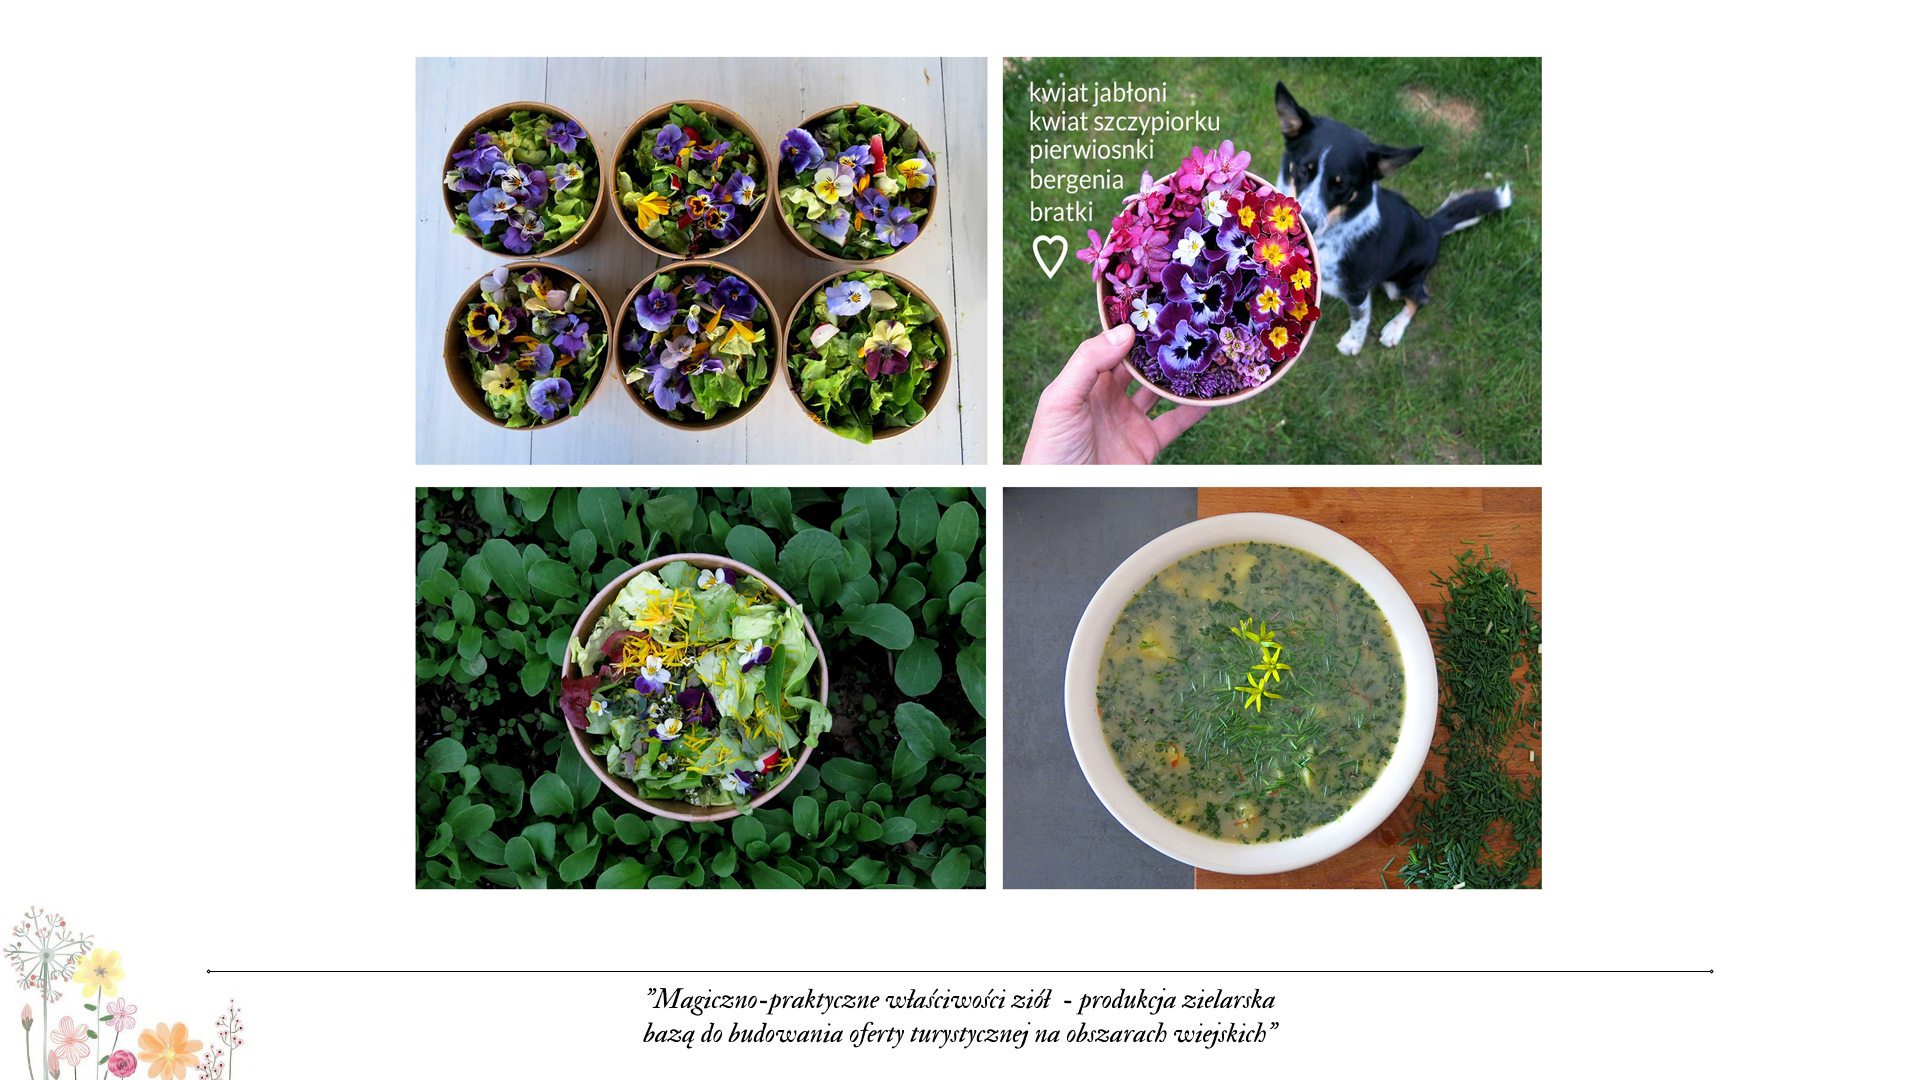 kwiat jabłoni
kwiat szczypiorku
pierwiosnki
bergenia
bratki
”Magiczno-praktyczne właściwości ziół - produkcja zielarska
bazą do budowania oferty turystycznej na obszarach wiejskich”